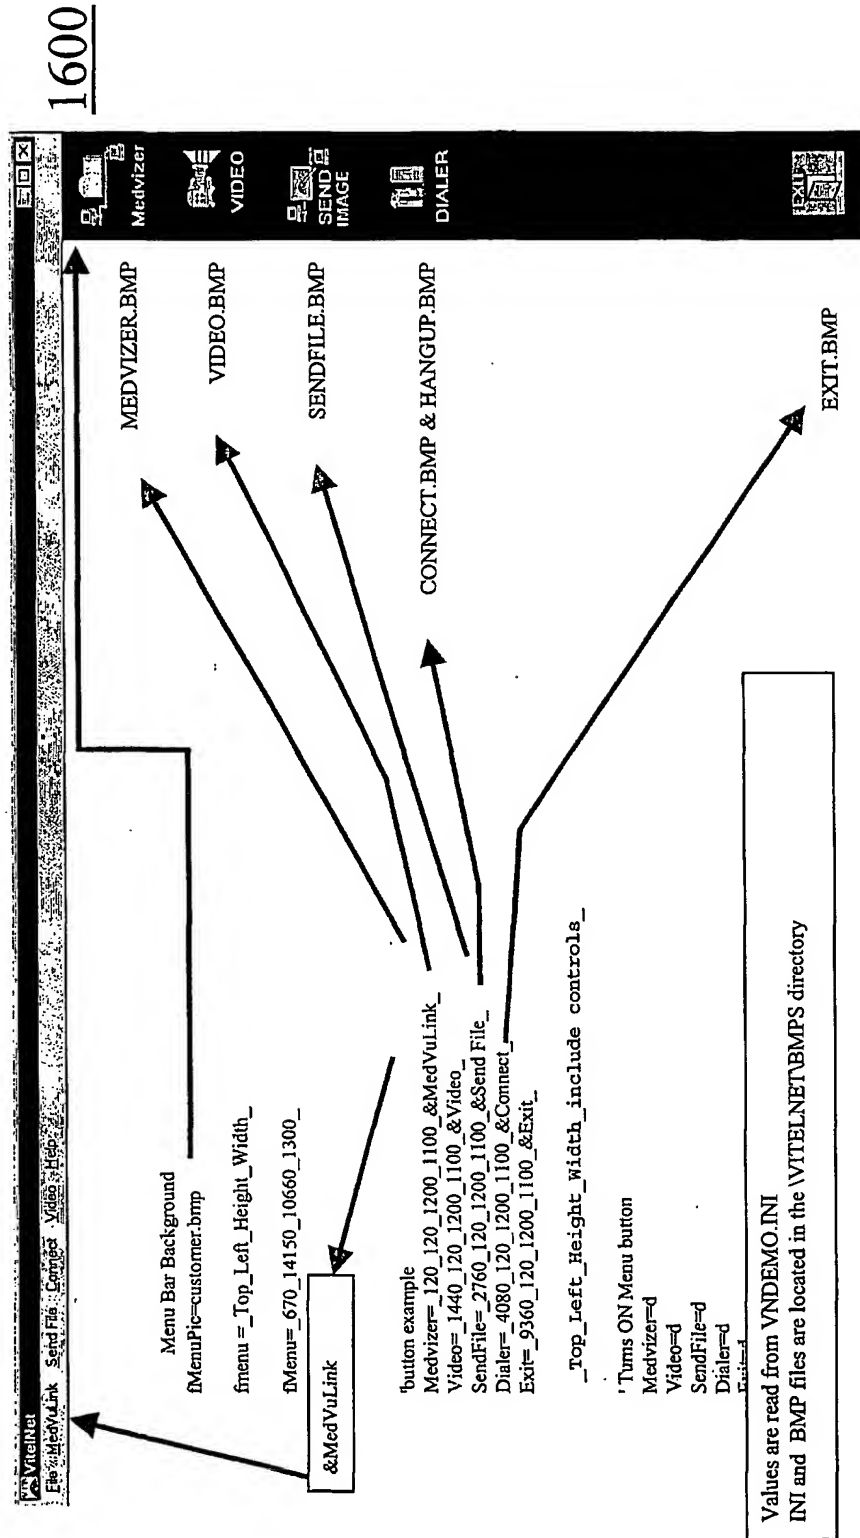 1600
VitelNet
File MedVuLink Send File Connect Video Help
Medvizer
VIDEO
SEND
IMAGE
DIALER
EXIT
Menu Bar Background
fMenuPic=customer.bmp
fmenu =_Top_Left_Height_Width_
fMenu=_670_14150_10660_1300_
&MedVuLink
'button example
Medvizer=_120_120_1200_1100_&MedVuLink_
Video=_1440_120_1200_1100_&Video_
SendFile=_2760_120_1200_1100_&Send File_
Dialer=_4080_120_1200_1100_&Connect_
Exit=_9360_120_1200_1100_&Exit_
_Top_Left_Height_Width_include controls_
'Turns ON Menu button
Medvizer=d
Video=d
SendFile=d
Dialer=d
Exit=d
MEDVIZER.BMP
VIDEO.BMP
SENDFILE.BMP
CONNECT.BMP & HANGUP.BMP
EXIT.BMP
Values are read from VNDEMO.INI
INI and BMP files are located in the \VITELNET\BMPS directory